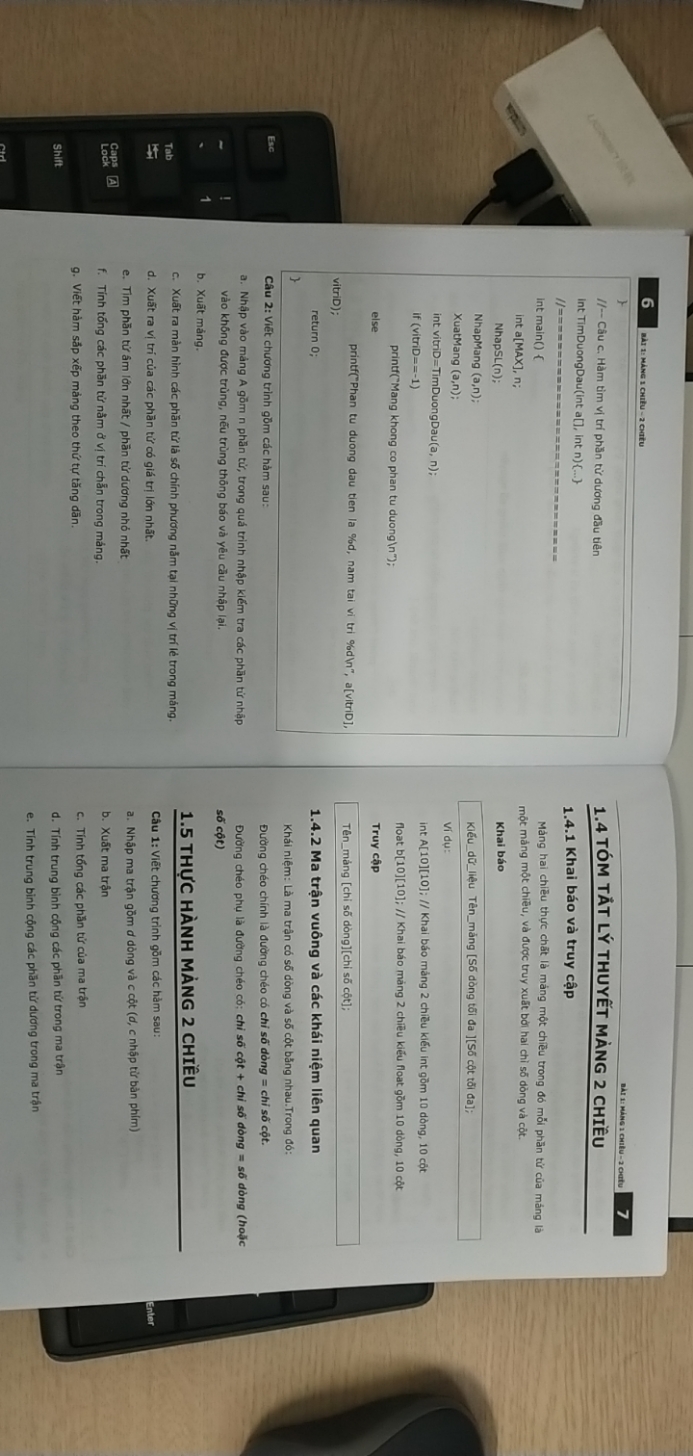 6 BÀI 1: MẢNG 1 CHIỀU - 2 CHIỀU
}
//-- Câu c. Hàm tìm vị trí phần tử dương đầu tiên
int TimDuongDau(int a[], int n){...}
//==============================
int main() {
int a[MAX], n;
NhapSL(n);
NhapMang (a,n);
XuatMang (a,n);
int vitriD=TimDuongDau(a, n);
if (vitriD==-1)
printf("Mang khong co phan tu duong\n");
else
printf("Phan tu duong dau tien la %d, nam tai vi tri %d\n", a[vitriD],
vitriD);
return 0;
}
Câu 2: Viết chương trình gồm các hàm sau:
a. Nhập vào mảng A gồm n phần tử, trong quá trình nhập kiểm tra các phần tử nhập
vào không được trùng, nếu trùng thông báo và yêu cầu nhập lại.
b. Xuất mảng.
c. Xuất ra màn hình các phần tử là số chính phương nằm tại những vị trí lẻ trong mảng.
d. Xuất ra vị trí của các phần tử có giá trị lớn nhất.
e. Tìm phần tử âm lớn nhất / phần tử dương nhỏ nhất
f. Tính tổng các phần tử nằm ở vị trí chẵn trong mảng.
g. Viết hàm sắp xếp mảng theo thứ tự tăng dần.
BÀI 1: MẢNG 1 CHIỀU - 2 CHIỀU 7
1.4 TÓM TẮT LÝ THUYẾT MẢNG 2 CHIỀU
1.4.1 Khai báo và truy cập
Mảng hai chiều thực chất là mảng một chiều trong đó mỗi phần tử của mảng là
một mảng một chiều, và được truy xuất bởi hai chỉ số dòng và cột.
Khai báo
Kiểu_dữ_liệu Tên_mảng [Số dòng tối đa ][Số cột tối đa];
Ví dụ:
int A[10][10]; // Khai báo mảng 2 chiều kiểu int gồm 10 dòng, 10 cột
float b[10][10]; // Khai báo mảng 2 chiều kiểu float gồm 10 dòng, 10 cột
Truy cập
Tên_mảng [chỉ số dòng][chỉ số cột];
1.4.2 Ma trận vuông và các khái niệm liên quan
Khái niệm: Là ma trận có số dòng và số cột bằng nhau.Trong đó:
Đường chéo chính là đường chéo có chỉ số dòng = chỉ số cột.
Đường chéo phụ là đường chéo có: chỉ số cột + chỉ số dòng = số dòng (hoặc
số cột)
1.5 THỰC HÀNH MẢNG 2 CHIỀU
Câu 1: Viết chương trình gồm các hàm sau:
a. Nhập ma trận gồm d dòng và c cột (d, c nhập từ bàn phím)
b. Xuất ma trận
c. Tính tổng các phần tử của ma trận
d. Tính trung bình cộng các phần tử trong ma trận
e. Tính trung bình cộng các phần tử dương trong ma trận
Esc
~ !
` 1
Tab
Caps Lock A
Shift
Ctrl
Enter